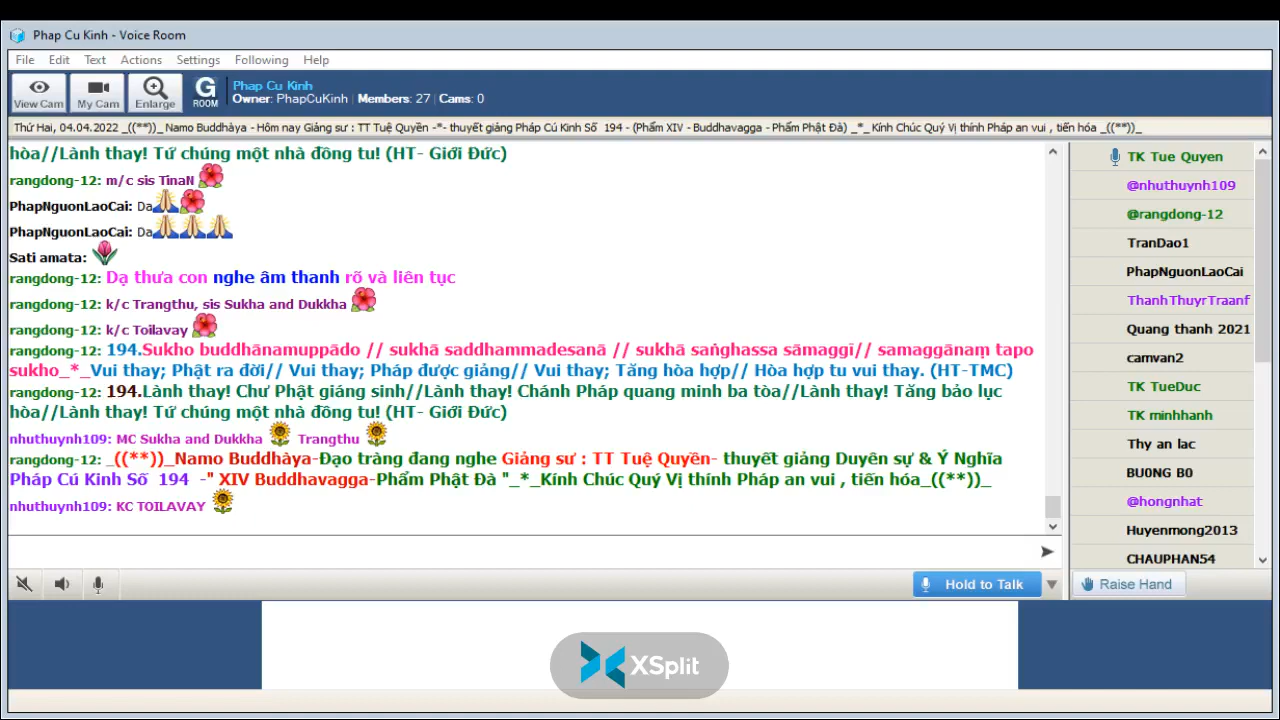 Phap Cu Kinh - Voice Room
File Edit Text Actions Settings Following Help
View Cam My Cam Enlarge G ROOM
Phap Cu Kinh
Owner: PhapCuKinh Members: 27 Cams: 0
Thứ Hai, 04.04.2022 _((**))_ Namo Buddhàya - Hôm nay Giảng sư : TT Tuệ Quyền -*- thuyết giảng Pháp Cú Kinh Số 194 - (Phẩm XIV - Buddhavagga - Phẩm Phật Đà) _*_ Kính Chúc Quý Vị thính Pháp an vui , tiến hóa _((**))_
hòa//Lành thay! Tứ chúng một nhà đồng tu! (HT- Giới Đức)
rangdong-12: m/c sis TinaN
PhapNguonLaoCai: Da
PhapNguonLaoCai: Da
Sati amata:
rangdong-12: Dạ thưa con nghe âm thanh rõ và liên tục
rangdong-12: k/c Trangthu, sis Sukha and Dukkha
rangdong-12: k/c Toilavay
rangdong-12: 194.Sukho buddhānamuppādo // sukhā saddhammadesanā // sukhā saṅghassa sāmaggī// samaggānaṃ tapo
sukho_*_Vui thay; Phật ra đời// Vui thay; Pháp được giảng// Vui thay; Tăng hòa hợp// Hòa hợp tu vui thay. (HT-TMC)
rangdong-12: 194.Lành thay! Chư Phật giáng sinh//Lành thay! Chánh Pháp quang minh ba tòa//Lành thay! Tăng bảo lục
hòa//Lành thay! Tứ chúng một nhà đồng tu! (HT- Giới Đức)
nhuthuynh109: MC Sukha and Dukkha Trangthu
rangdong-12: _((**))_Namo Buddhàya-Đạo tràng đang nghe Giảng sư : TT Tuệ Quyền- thuyết giảng Duyên sự & Ý Nghĩa
Pháp Cú Kinh Số 194 -" XIV Buddhavagga-Phẩm Phật Đà "_*_Kính Chúc Quý Vị thính Pháp an vui , tiến hóa_((**))_
nhuthuynh109: KC TOILAVAY
TK Tue Quyen
@nhuthuynh109
@rangdong-12
TranDao1
PhapNguonLaoCai
ThanhThuyrTraanf
Quang thanh 2021
camvan2
TK TueDuc
TK minhhanh
Thy an lac
BU0NG B0
@hongnhat
Huyenmong2013
CHAUPHAN54
Hold to Talk
Raise Hand
XSplit